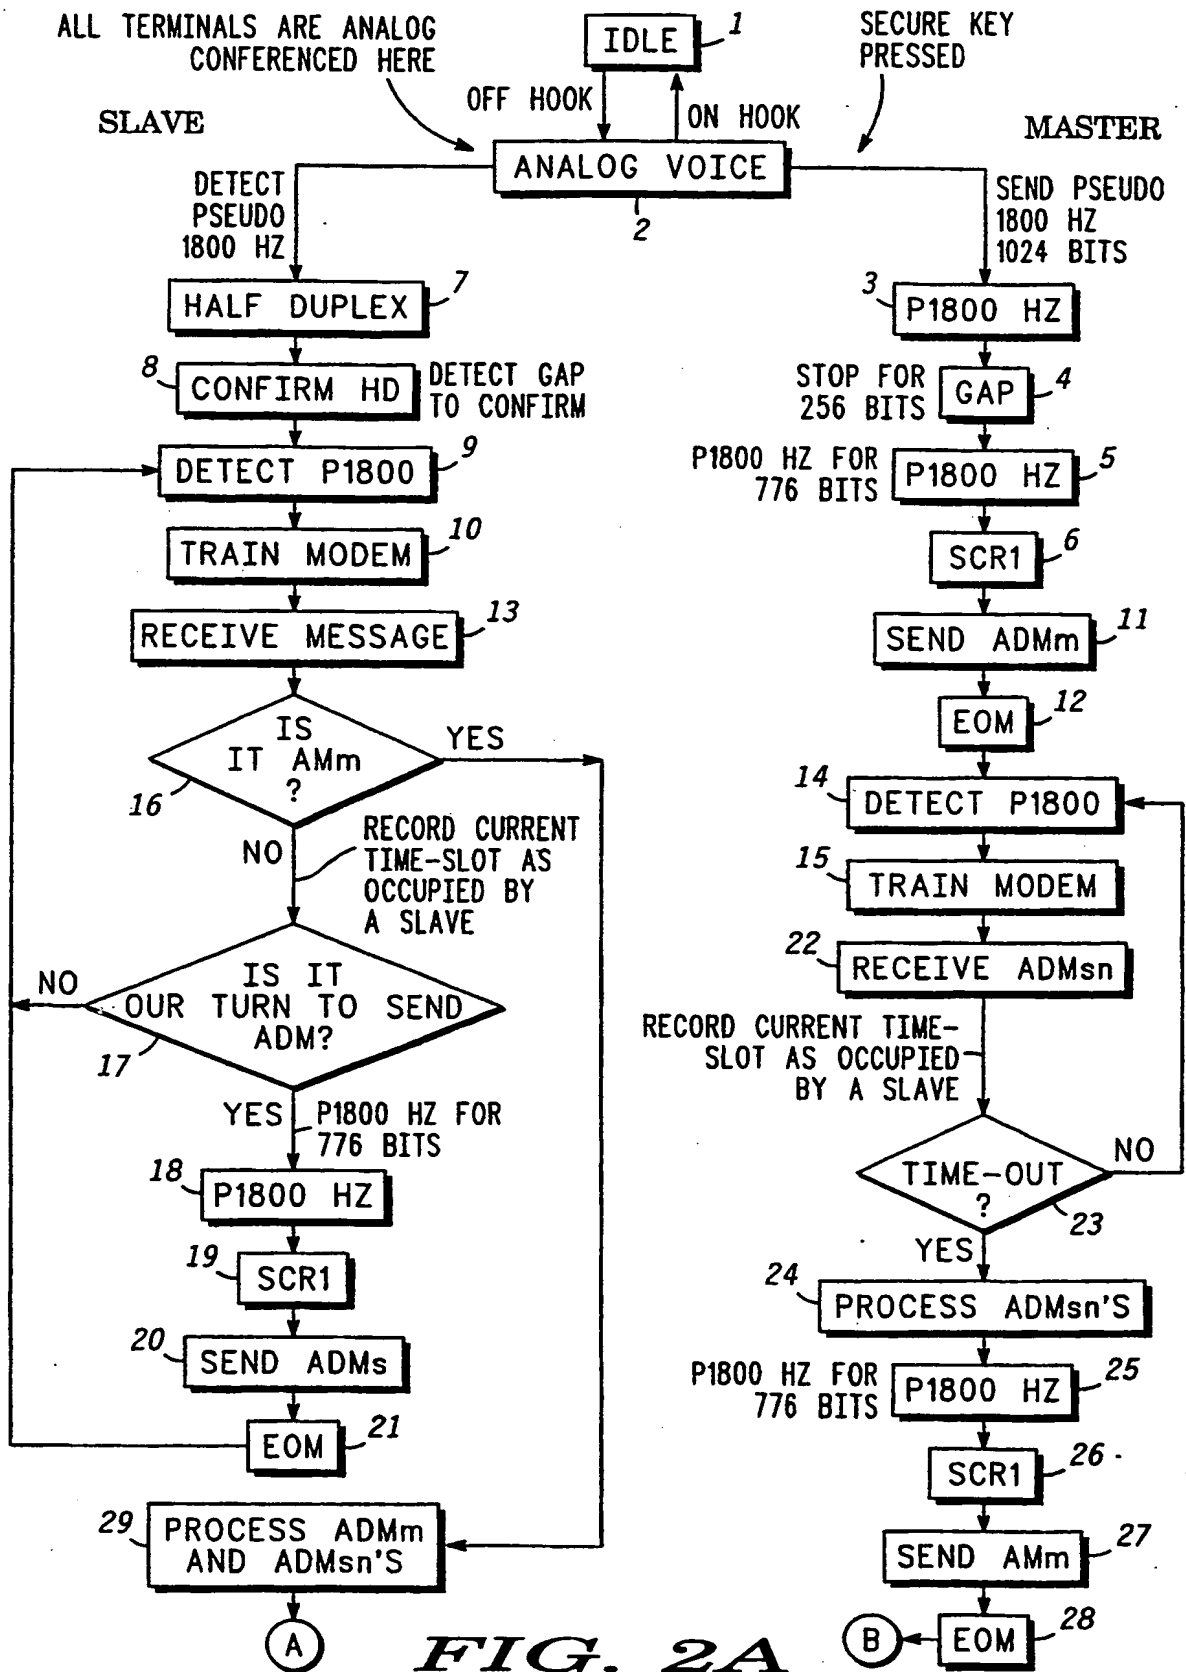 ALL TERMINALS ARE ANALOG
CONFERENCED HERE
IDLE
1
SECURE KEY
PRESSED
OFF HOOK
ON HOOK
SLAVE
MASTER
ANALOG VOICE
2
DETECT
PSEUDO
1800 HZ
SEND PSEUDO
1800 HZ
1024 BITS
HALF DUPLEX
7
8
CONFIRM HD
DETECT GAP
TO CONFIRM
DETECT P1800
9
TRAIN MODEM
10
RECEIVE MESSAGE
13
IS
IT AMm
?
16
YES
NO
RECORD CURRENT
TIME-SLOT AS
OCCUPIED BY
A SLAVE
IS IT
OUR TURN TO SEND
ADM?
17
NO
YES
P1800 HZ FOR
776 BITS
18
P1800 HZ
19
SCR1
20
SEND ADMs
EOM
21
29
PROCESS ADMm
AND ADMsn'S
A
3
P1800 HZ
STOP FOR
256 BITS
GAP
4
P1800 HZ FOR
776 BITS
P1800 HZ
5
SCR1
6
SEND ADMm
11
EOM
12
14
DETECT P1800
15
TRAIN MODEM
22
RECEIVE ADMsn
RECORD CURRENT TIME-
SLOT AS OCCUPIED
BY A SLAVE
TIME-OUT
?
23
NO
YES
24
PROCESS ADMsn'S
P1800 HZ FOR
776 BITS
P1800 HZ
25
SCR1
26
SEND AMm
27
B
EOM
28
FIG. 2A